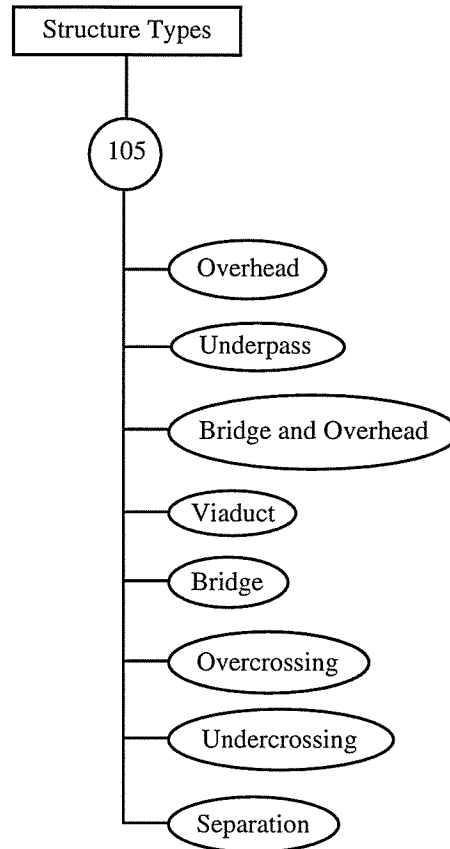 Structure Types
105
Overhead
Underpass
Bridge and Overhead
Viaduct
Bridge
Overcrossing
Undercrossing
Separation